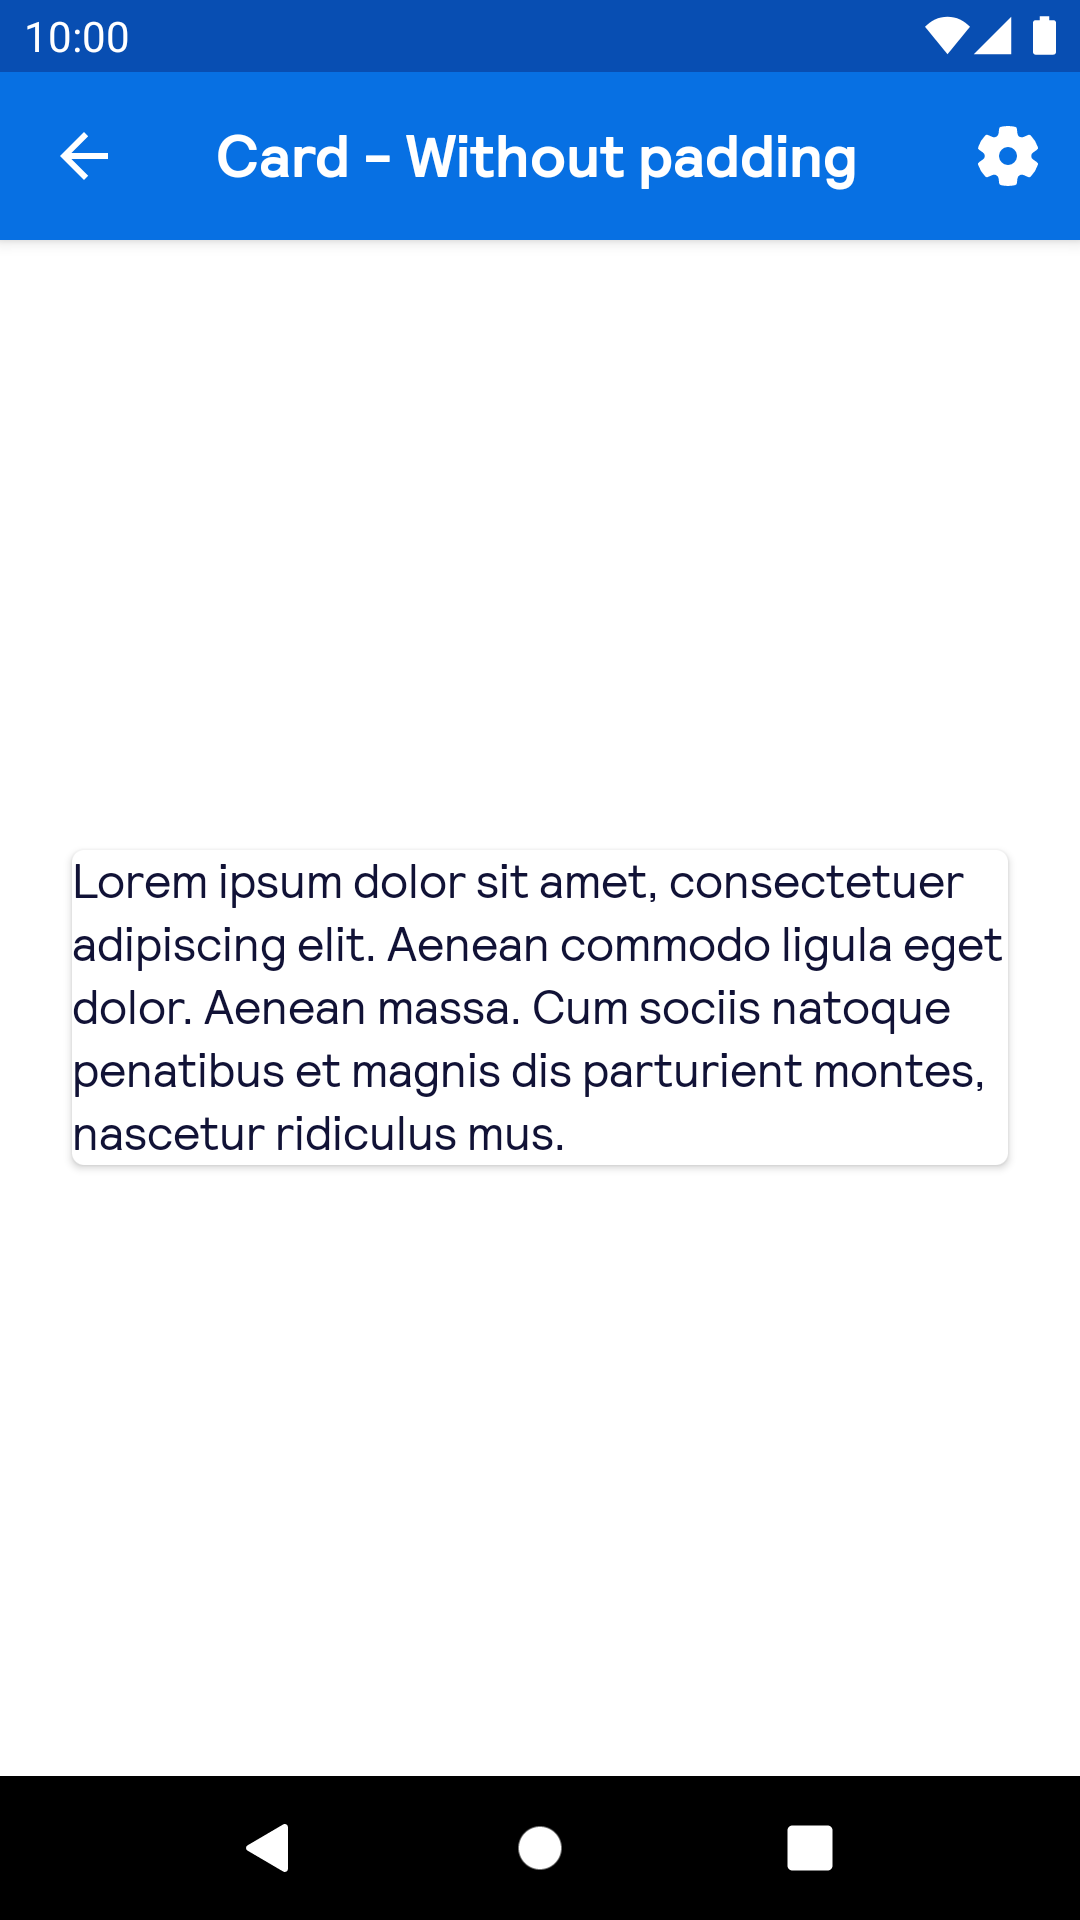 10:00
Card - Without padding
Lorem ipsum dolor sit amet, consectetuer
adipiscing elit. Aenean commodo ligula eget
dolor. Aenean massa. Cum sociis natoque
penatibus et magnis dis parturient montes,
nascetur ridiculus mus.